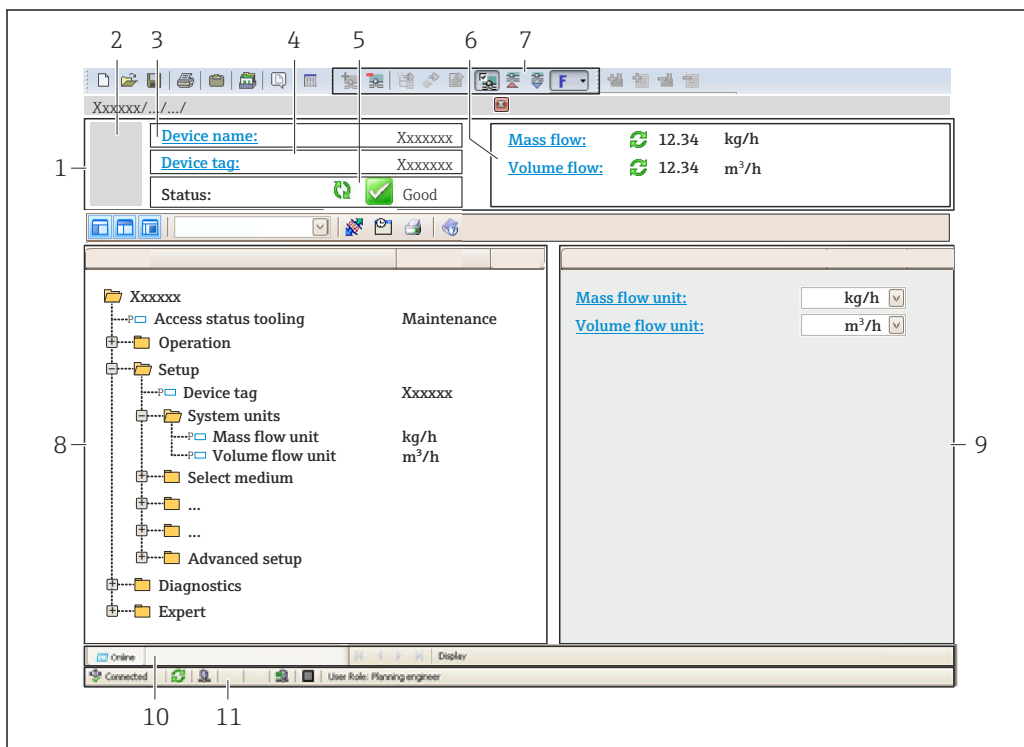 2 3 4 5 6 7
F
Xxxxxx/.../.../
1
Device name: Xxxxxxx
Device tag: Xxxxxxx
Status: Good
Mass flow: 12.34 kg/h
Volume flow: 12.34 m³/h
Xxxxxx
P Access status tooling Maintenance
Operation
Setup
P Device tag Xxxxxx
System units
P Mass flow unit kg/h
P Volume flow unit m³/h
Select medium
...
...
Advanced setup
Diagnostics
Expert
8
Mass flow unit: kg/h
Volume flow unit: m³/h
9
Online Display
Connected User Role: Planning engineer
10 11